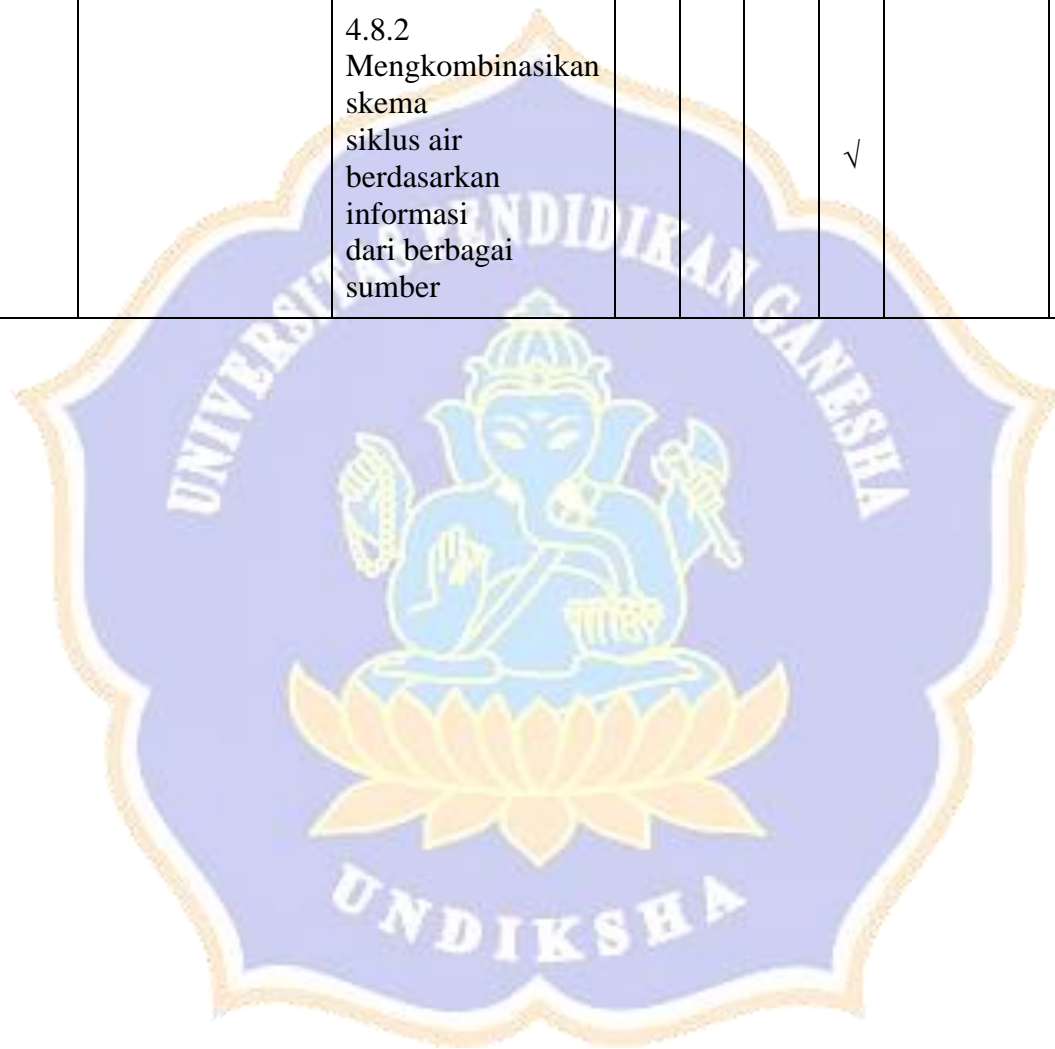 4.8.2
Mengkombinasikan
skema
siklus air
berdasarkan
informasi
dari berbagai
sumber
√
UNIVERSITAS PENDIDIKAN GANESHA
UNDIKSHA